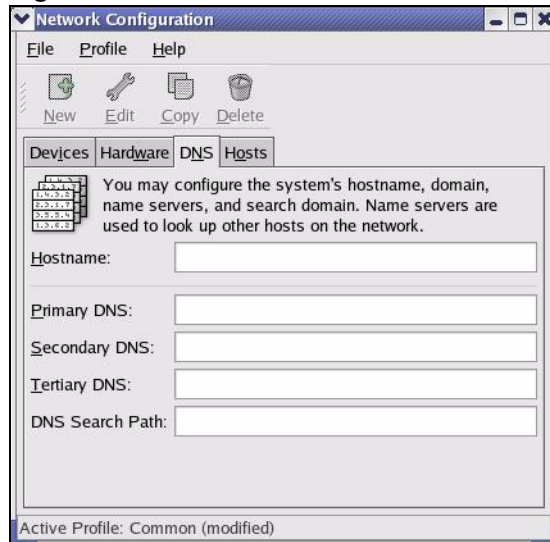 Network Configuration
File Profile Help
New Edit Copy Delete
Devices Hardware DNS Hosts
You may configure the system's hostname, domain,
name servers, and search domain. Name servers are
used to look up other hosts on the network.
Hostname:
Primary DNS:
Secondary DNS:
Tertiary DNS:
DNS Search Path:
Active Profile: Common (modified)